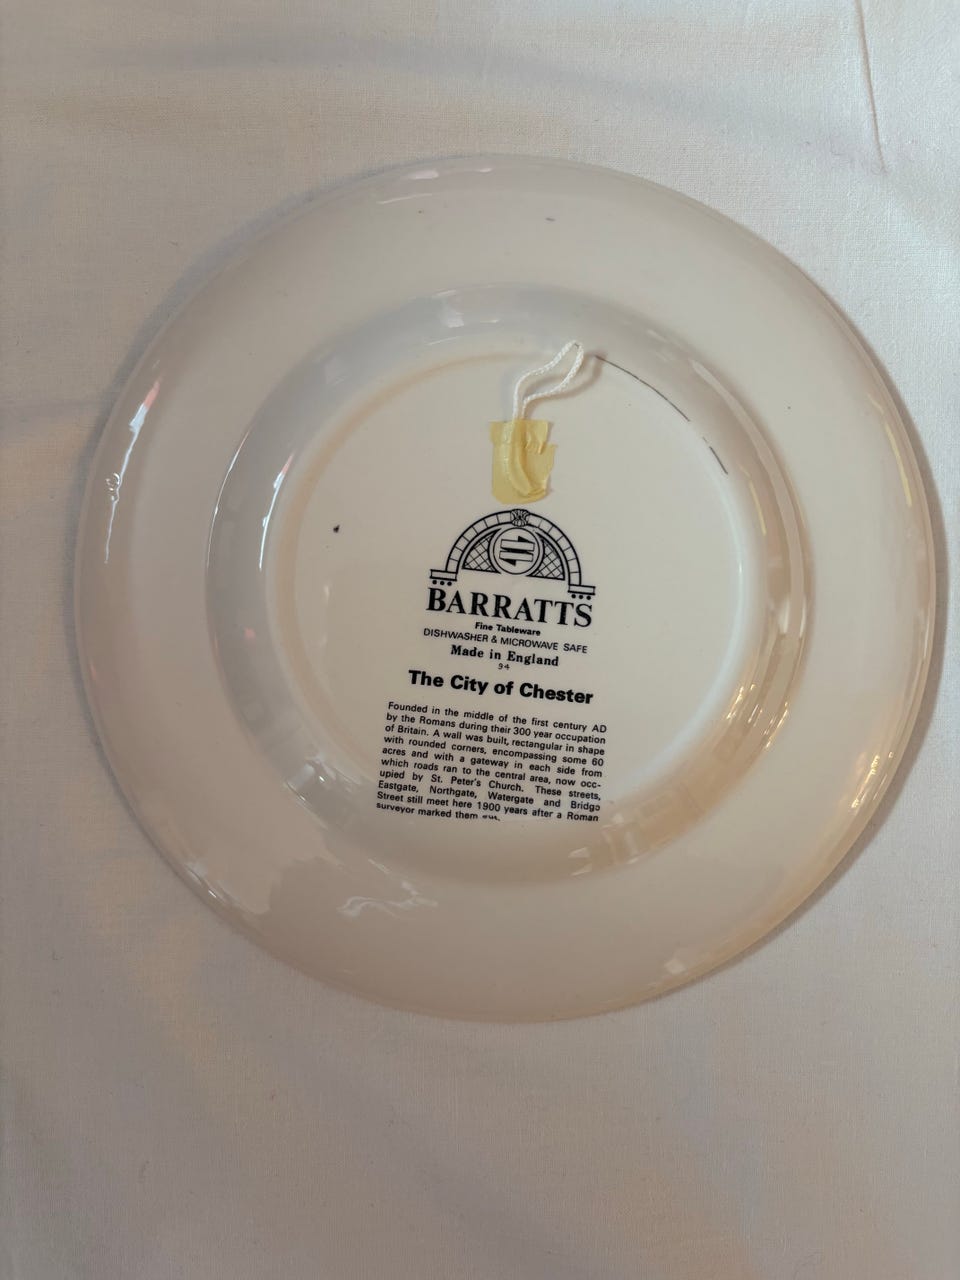 BARRATTS
Fine Tableware
DISHWASHER & MICROWAVE SAFE
Made in England
94
The City of Chester
Founded in the middle of the first century AD
by the Romans during their 300 year occupation
of Britain. A wall was built, rectangular in shape
with rounded corners, encompassing some 60
acres and with a gateway in each side from
which roads ran to the central area, now occ-
upied by St. Peter's Church. These streets,
Eastgate, Northgate, Watergate and Bridge
Street still meet here 1900 years after a Roman
surveyor marked them out.